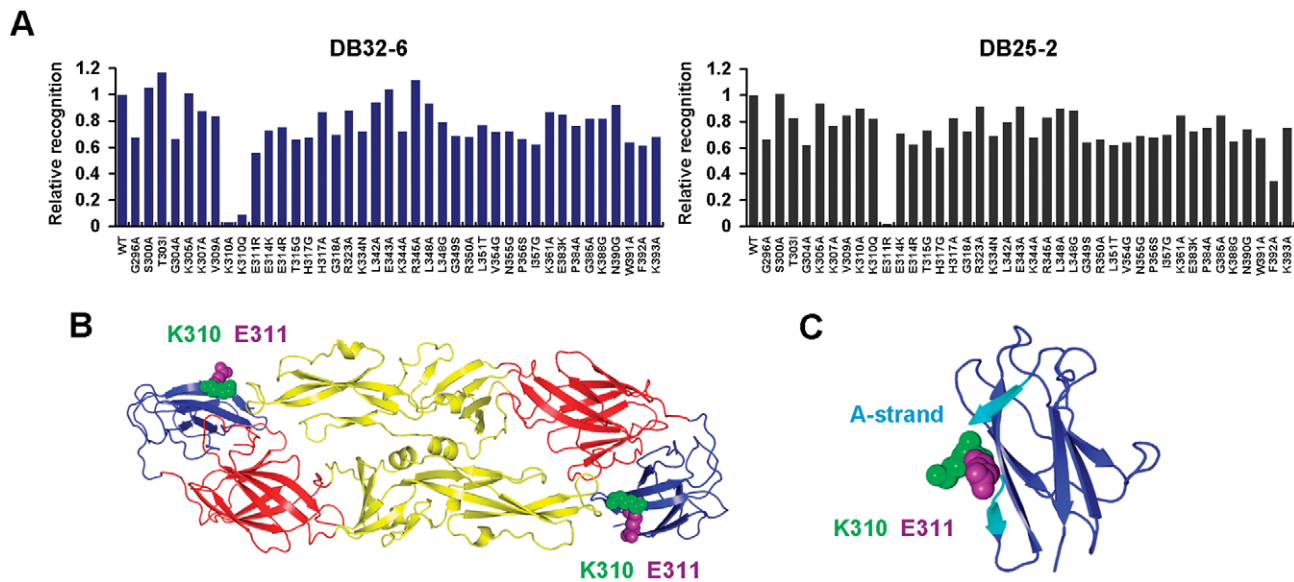 A
DB32-6
Relative recognition
1.2
1
0.8
0.6
0.4
0.2
0
WT G296A S300A T303I G304A K305A K307A V309A K310A K310Q E311R E314K E314R T315G H317G H317A G318A R323A K334N L342A E343A K344A R345A L348A L348G G349S R350A L351T V354G N355G P356S I357G K361A E383K P384A G385A K388G N390G W391A F392A K393A
DB25-2
Relative recognition
1.2
1
0.8
0.6
0.4
0.2
0
WT G296A S300A T303I G304A K305A K307A V309A K310A K310Q E311R E314K E314R T315G H317G H317A G318A R323A K334N L342A E343A K344A R345A L348A L348G G349S R350A L351T V354G N355G P356S I357G K361A E383K P384A G385A K388G N390G W391A F392A K393A
B
K310 E311
K310 E311
C
A-strand
K310 E311